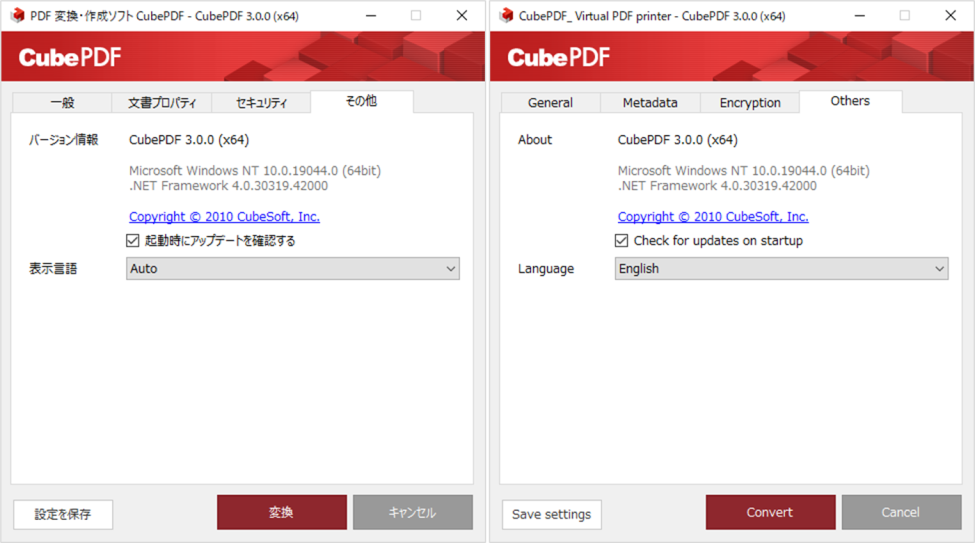 PDF 変換・作成ソフト CubePDF - CubePDF 3.0.0 (x64)
CubePDF
一般 文書プロパティ セキュリティ その他
バージョン情報 CubePDF 3.0.0 (x64)
Microsoft Windows NT 10.0.19044.0 (64bit)
.NET Framework 4.0.30319.42000
Copyright © 2010 CubeSoft, Inc.
起動時にアップデートを確認する
表示言語 Auto
設定を保存 変換 キャンセル
CubePDF_ Virtual PDF printer - CubePDF 3.0.0 (x64)
CubePDF
General Metadata Encryption Others
About CubePDF 3.0.0 (x64)
Microsoft Windows NT 10.0.19044.0 (64bit)
.NET Framework 4.0.30319.42000
Copyright © 2010 CubeSoft, Inc.
Check for updates on startup
Language English
Save settings Convert Cancel